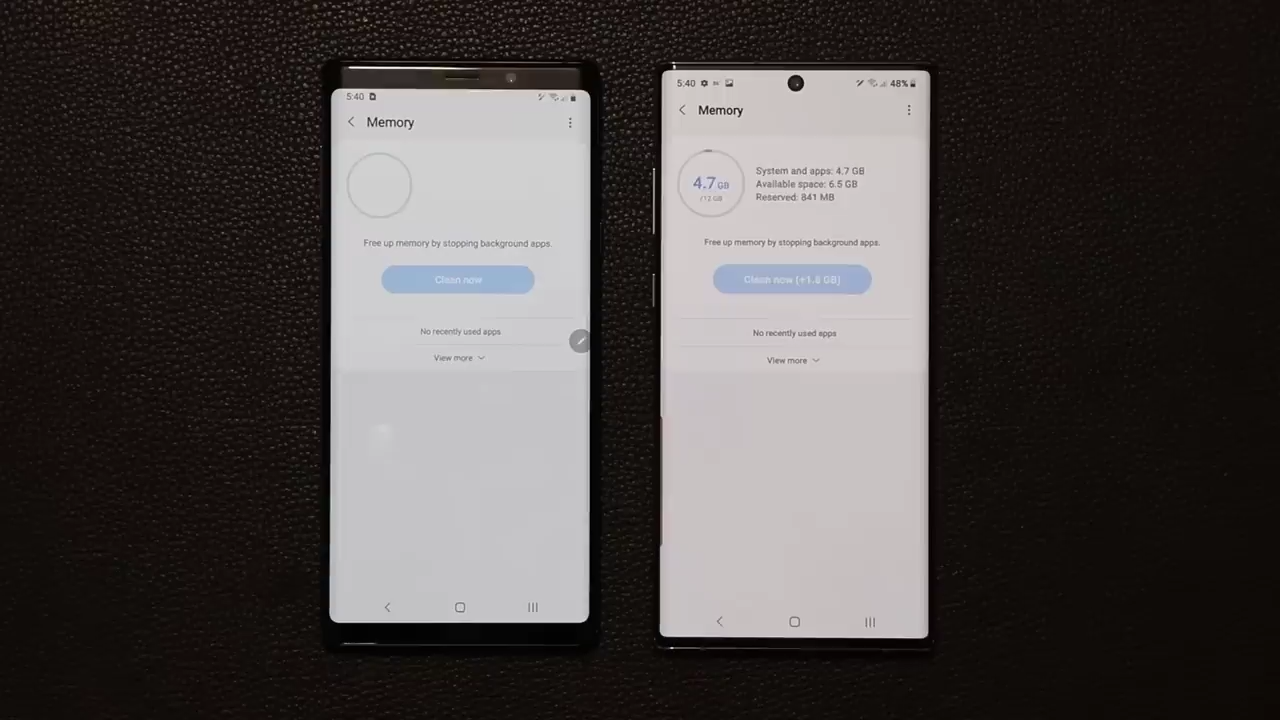 5:40
Memory
Free up memory by stopping background apps.
Clean now
No recently used apps
View more
5:40
48%
Memory
4.7 GB
/12 GB
System and apps: 4.7 GB
Available space: 6.5 GB
Reserved: 841 MB
Free up memory by stopping background apps.
Clean now (+1.8 GB)
No recently used apps
View more